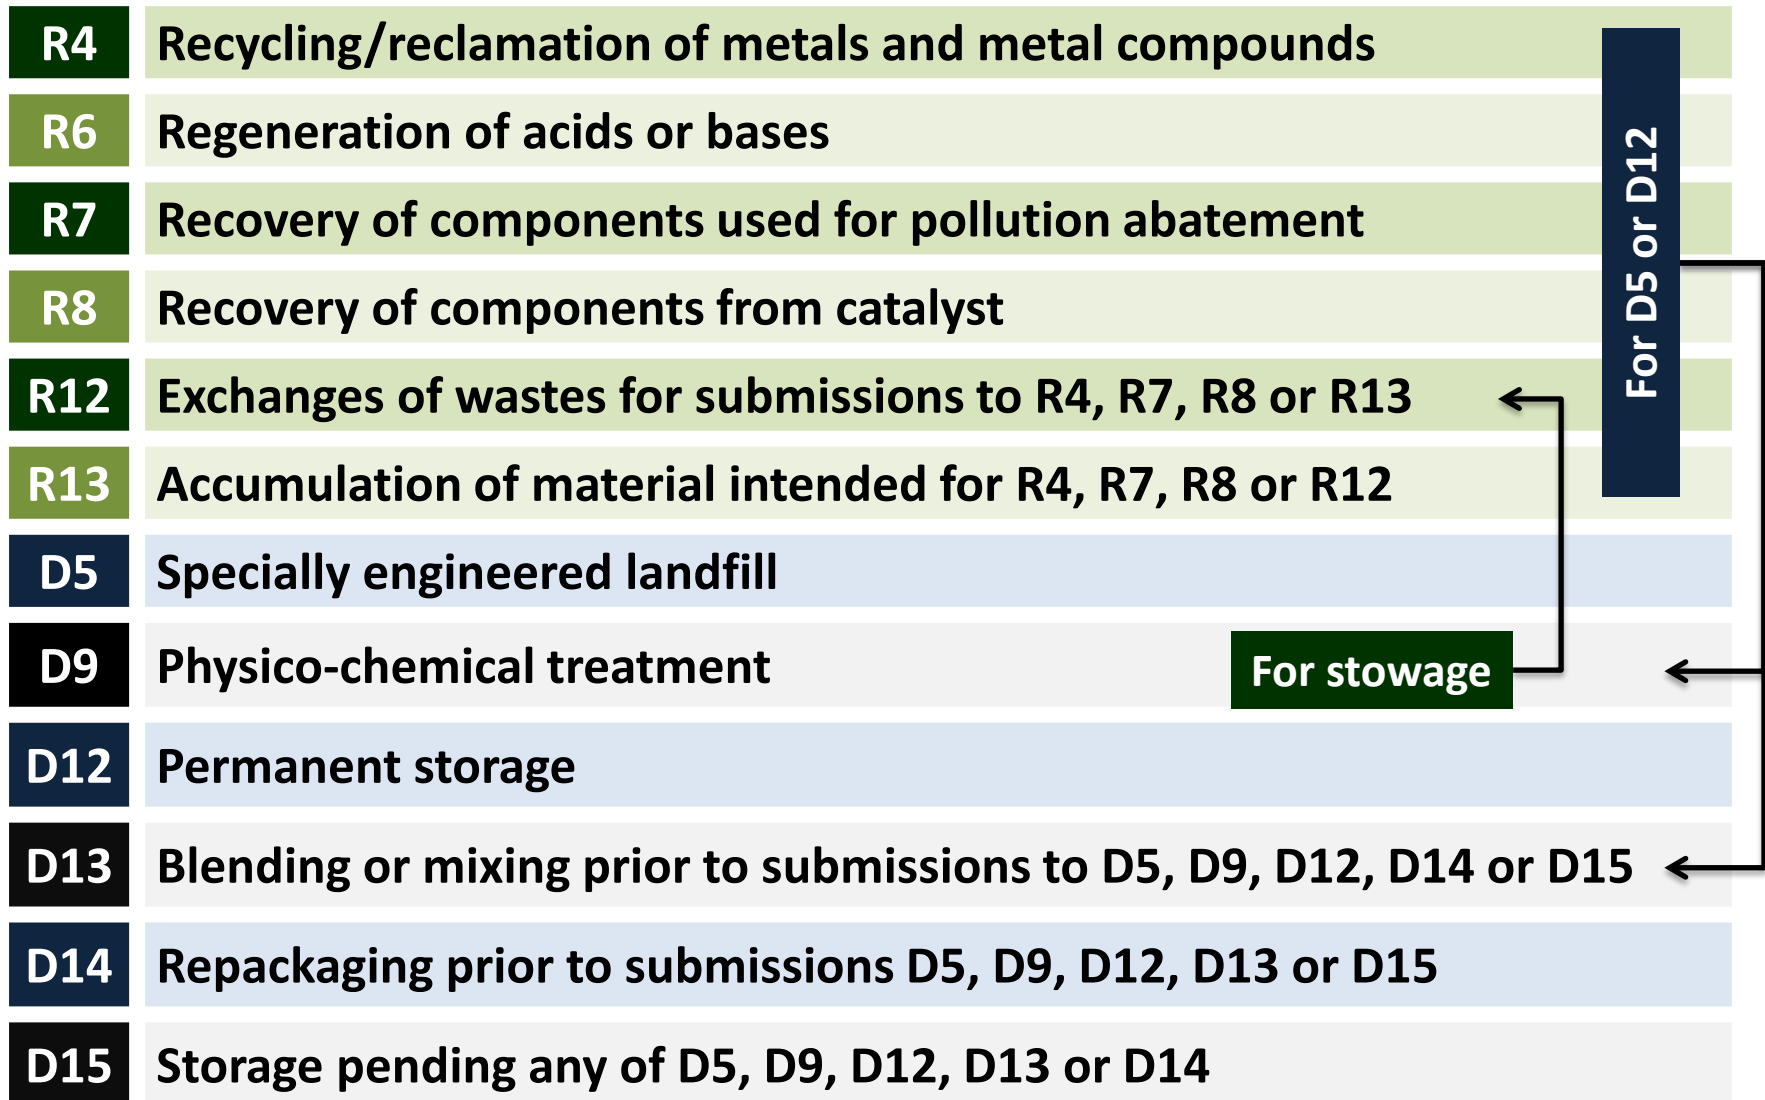 R4 Recycling/reclamation of metals and metal compounds
R6 Regeneration of acids or bases
R7 Recovery of components used for pollution abatement
R8 Recovery of components from catalyst
R12 Exchanges of wastes for submissions to R4, R7, R8 or R13
R13 Accumulation of material intended for R4, R7, R8 or R12
For D5 or D12
D5 Specially engineered landfill
D9 Physico-chemical treatment
For stowage
D12 Permanent storage
D13 Blending or mixing prior to submissions to D5, D9, D12, D14 or D15
D14 Repackaging prior to submissions D5, D9, D12, D13 or D15
D15 Storage pending any of D5, D9, D12, D13 or D14